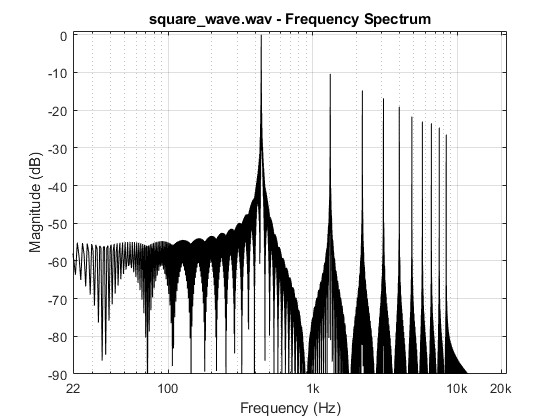 square_wave.wav - Frequency Spectrum
0
-10
-20
-30
-40
-50
-60
-70
-80
-90
Magnitude (dB)
22 100 1k 10k 20k
Frequency (Hz)